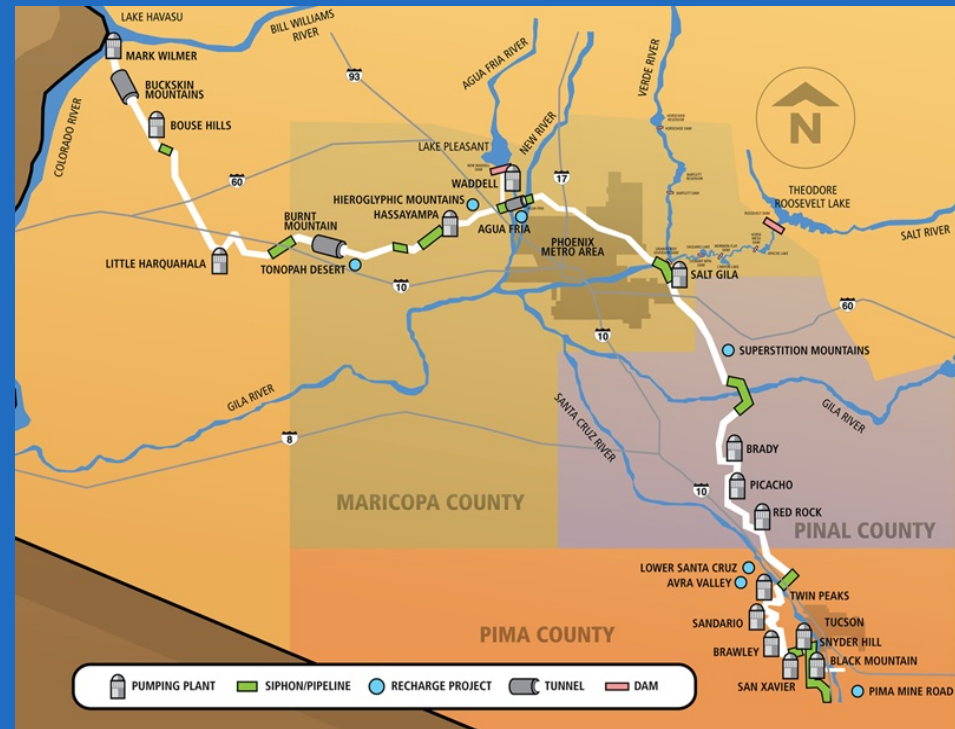 LAKE HAVASU
BILL WILLIAMS
RIVER
MARK WILMER
93
AGUA FRIA RIVER
VERDE RIVER
BUCKSKIN
MOUNTAINS
COLORADO RIVER
BOUSE HILLS
NEW RIVER
N
LAKE PLEASANT
60
WADDELL
17
THEODORE
ROOSEVELT LAKE
HIEROGLYPHIC MOUNTAINS
HASSAYAMPA
BURNT
MOUNTAIN
AGUA FRIA
PHOENIX
METRO AREA
SALT RIVER
LITTLE HARQUAHALA
TONOPAH DESERT
10
SALT GILA
60
10
SUPERSTITION MOUNTAINS
GILA RIVER
SANTA CRUZ RIVER
GILA RIVER
8
BRADY
PICACHO
10
MARICOPA COUNTY
RED ROCK
PINAL COUNTY
LOWER SANTA CRUZ
AVRA VALLEY
TWIN PEAKS
SANDARIO
TUCSON
PIMA COUNTY
SNYDER HILL
BRAWLEY
BLACK MOUNTAIN
SAN XAVIER
PIMA MINE ROAD
PUMPING PLANT
SIPHON/PIPELINE
RECHARGE PROJECT
TUNNEL
DAM